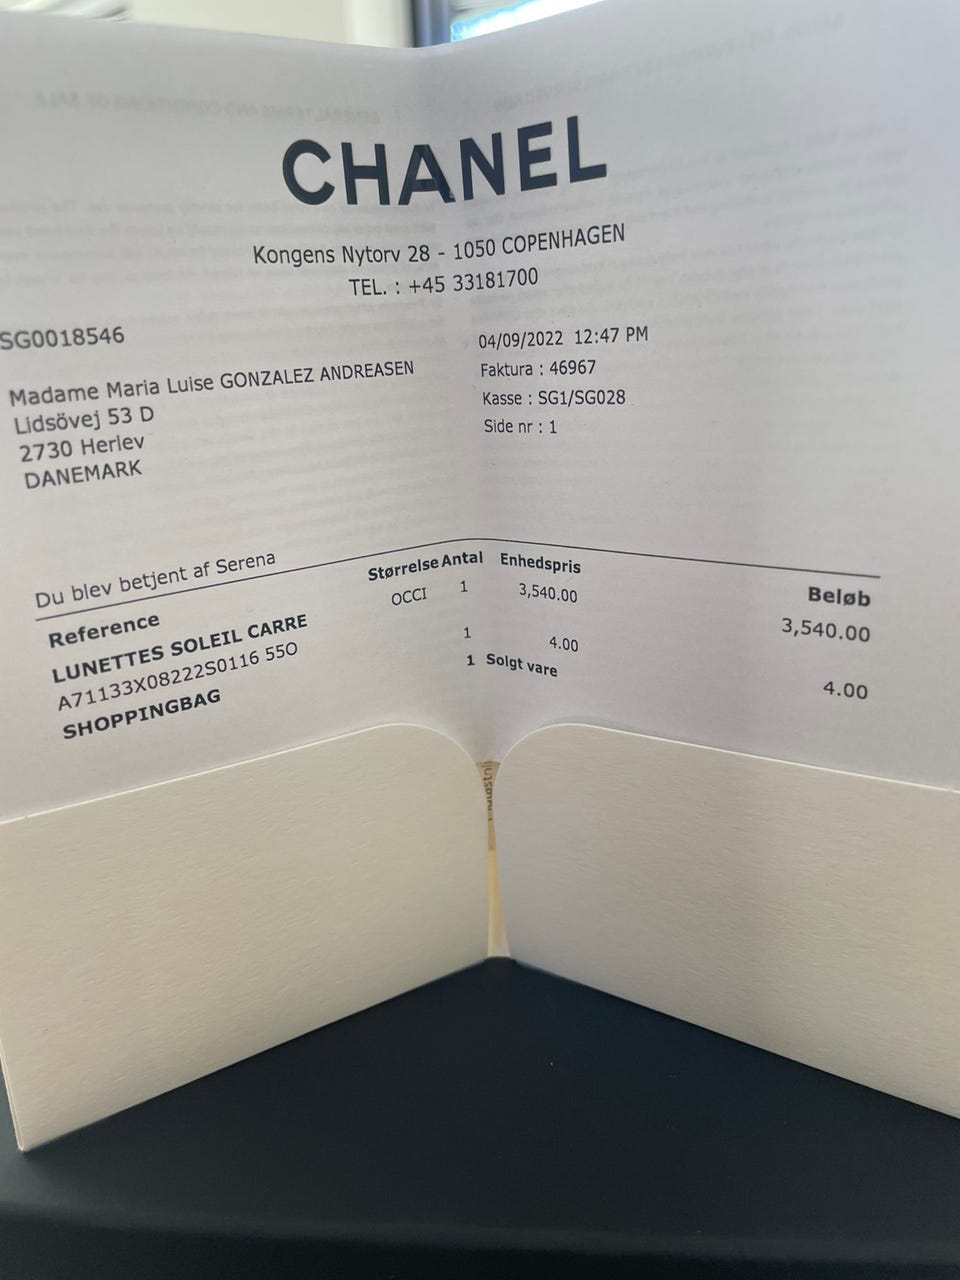 CHANEL
Kongens Nytorv 28 - 1050 COPENHAGEN
TEL. : +45 33181700
SG0018546
04/09/2022 12:47 PM
Faktura : 46967
Kasse : SG1/SG028
Side nr : 1
Madame Maria Luise GONZALEZ ANDREASEN
Lidsövej 53 D
2730 Herlev
DANEMARK
Du blev betjent af Serena
Reference Størrelse Antal Enhedspris Beløb
LUNETTES SOLEIL CARRE OCCI 1 3,540.00 3,540.00
A71133X08222S0116 55O
SHOPPINGBAG 1 4.00 4.00
1 Solgt vare